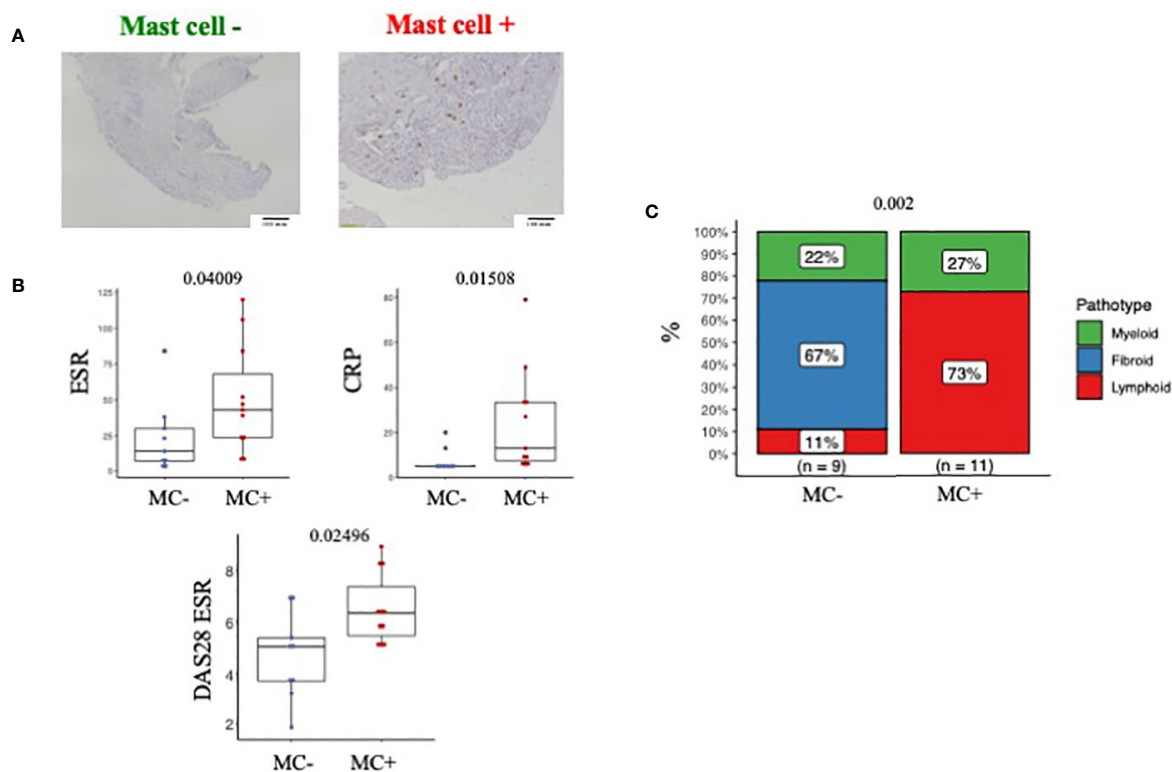 A
Mast cell -
Mast cell +
B
0.04009
125
100
75
50
25
0
ESR
MC-
MC+
0.01508
80
60
40
20
0
CRP
MC-
MC+
0.02496
8
6
4
2
DAS28 ESR
MC-
MC+
C
0.002
100%
90%
80%
70%
60%
50%
40%
30%
20%
10%
0%
%
22%
67%
11%
27%
73%
(n = 9)
(n = 11)
MC-
MC+
Pathotype
Myeloid
Fibroid
Lymphoid